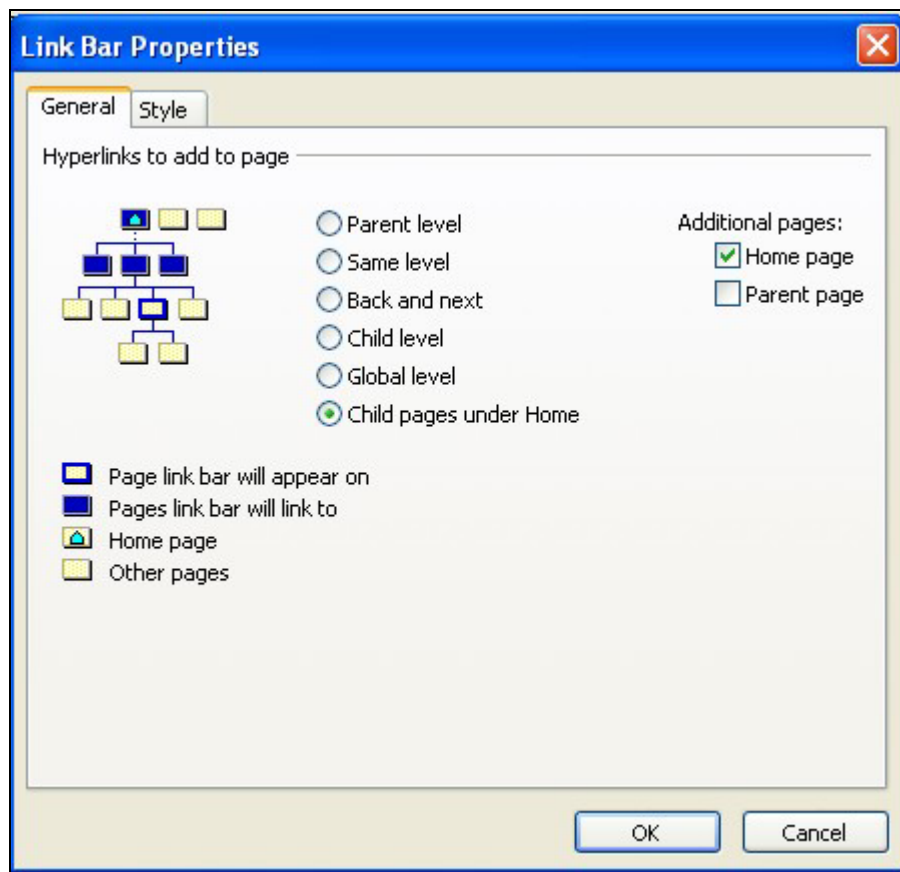 Link Bar Properties
General Style
Hyperlinks to add to page
Parent level
Same level
Back and next
Child level
Global level
Child pages under Home
Additional pages:
Home page
Parent page
Page link bar will appear on
Pages link bar will link to
Home page
Other pages
OK Cancel